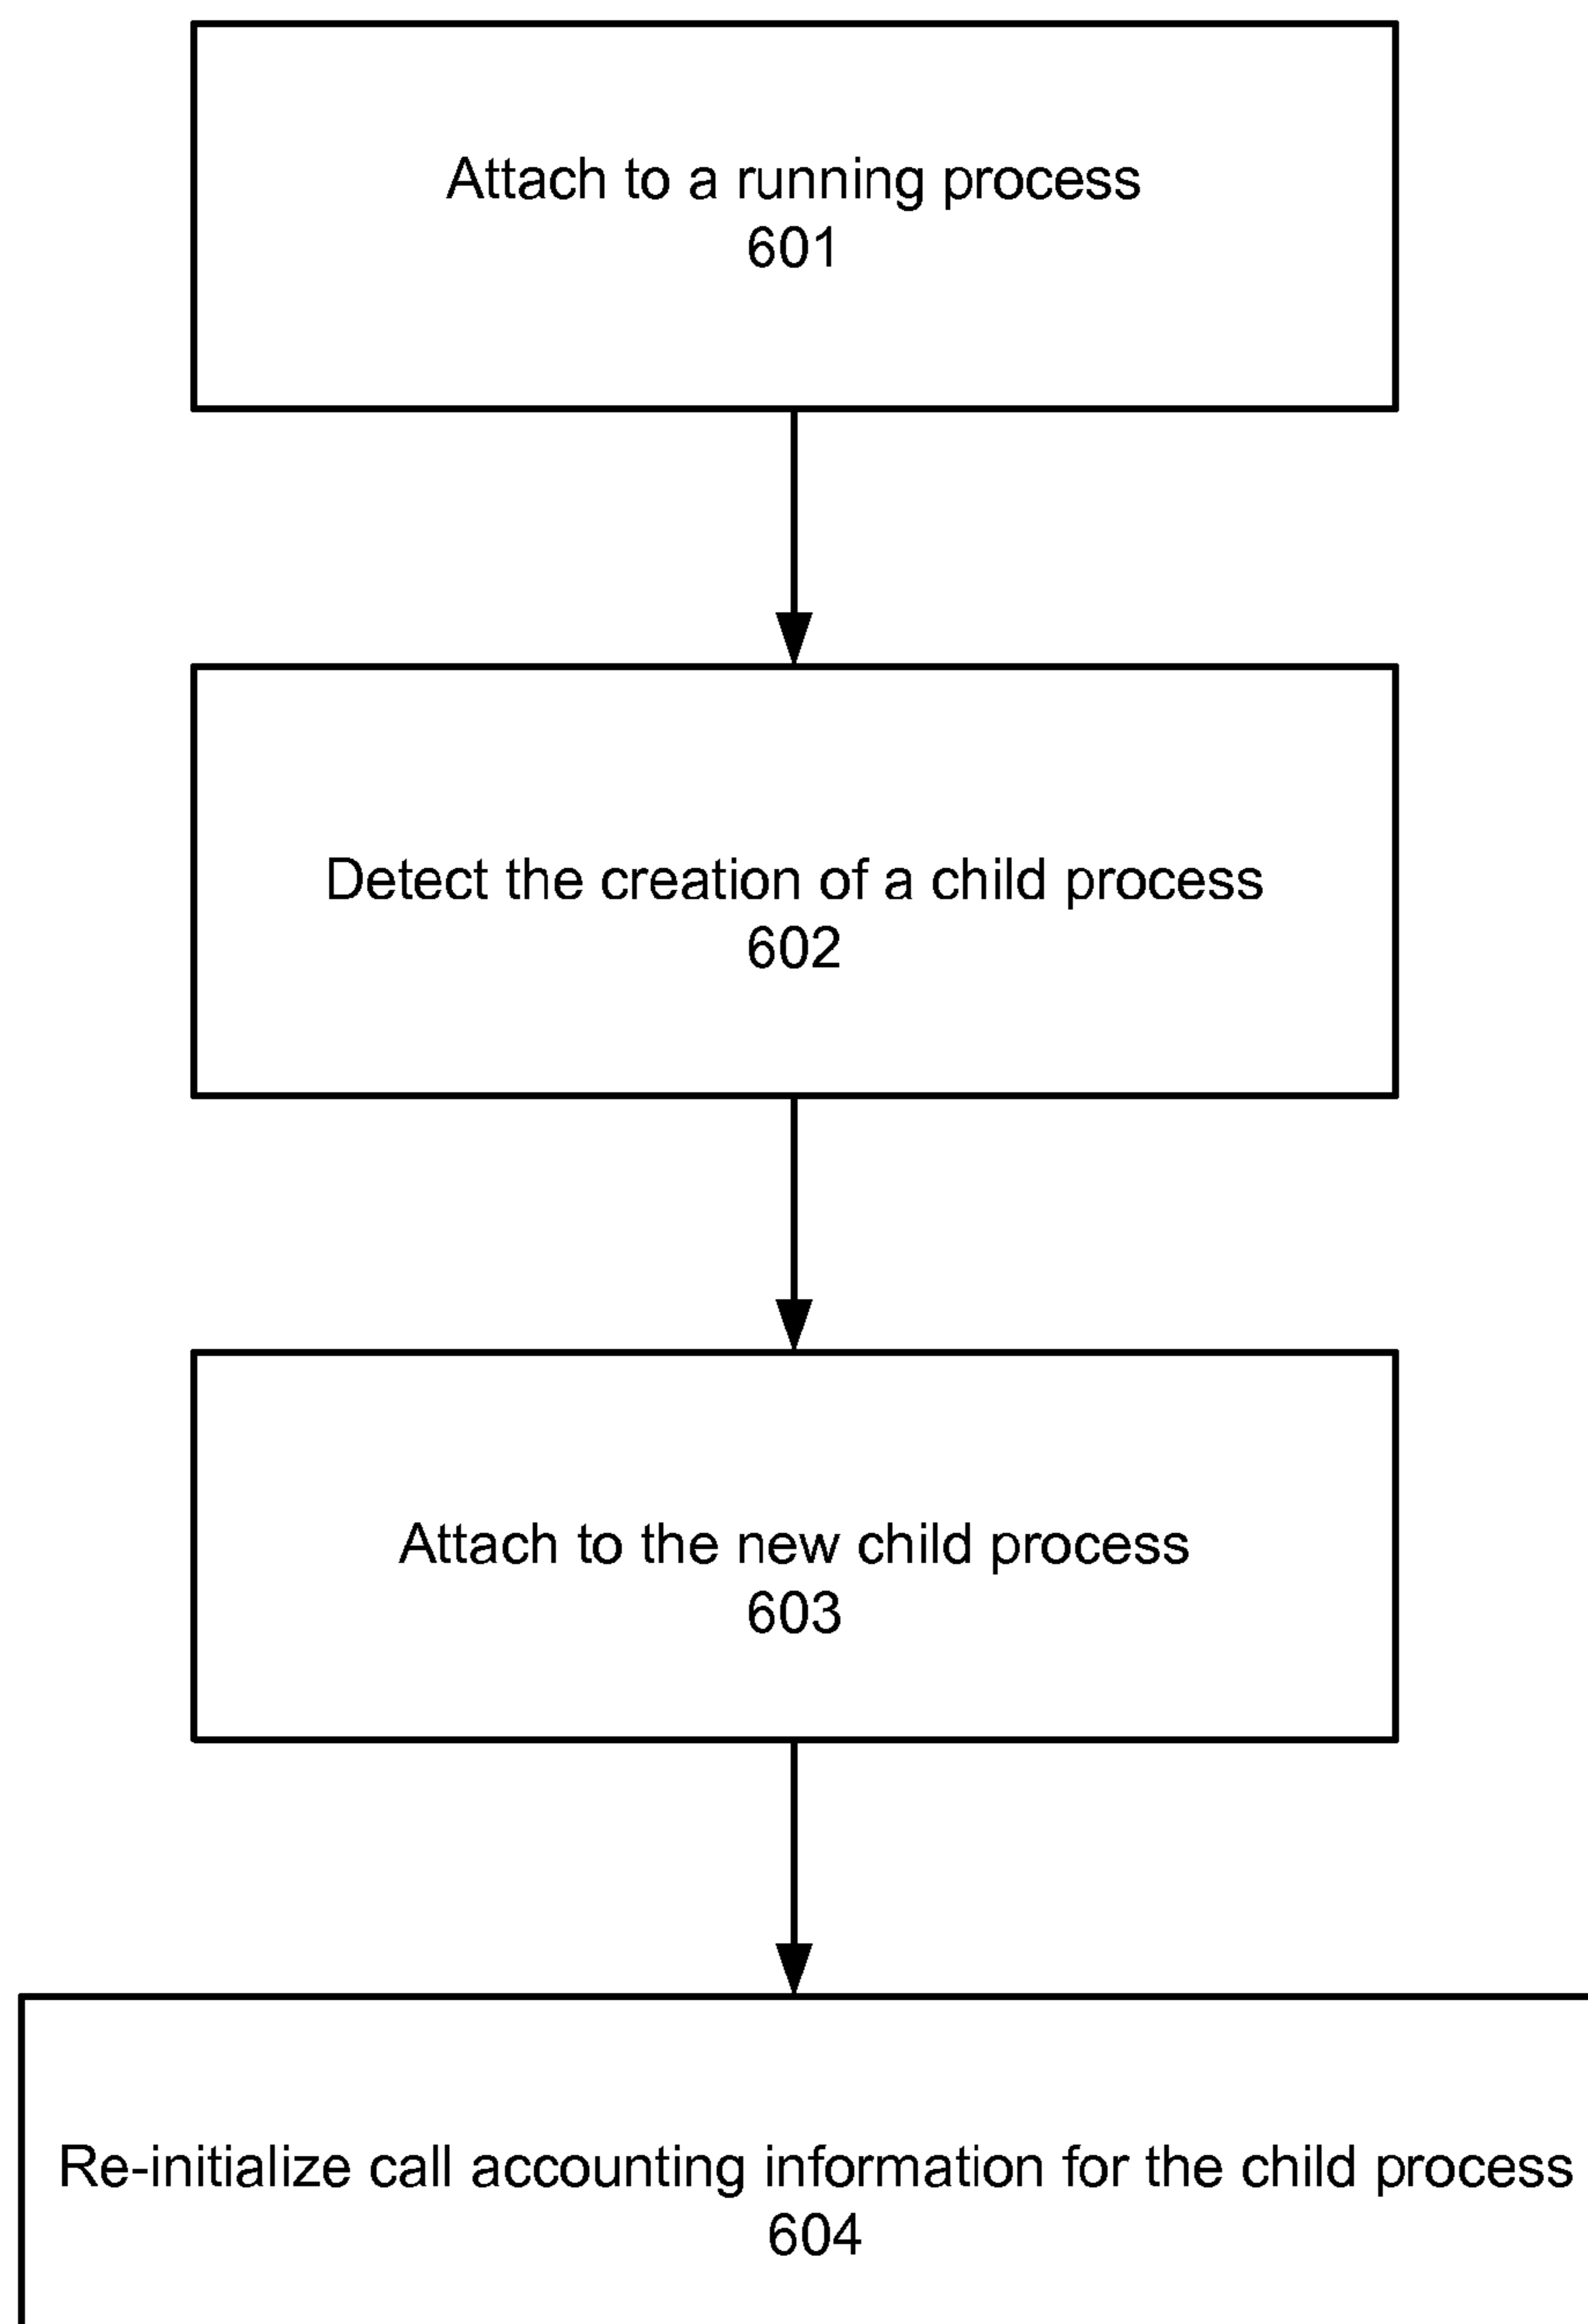 Attach to a running process
601
Detect the creation of a child process
602
Attach to the new child process
603
Re-initialize call accounting information for the child process
604